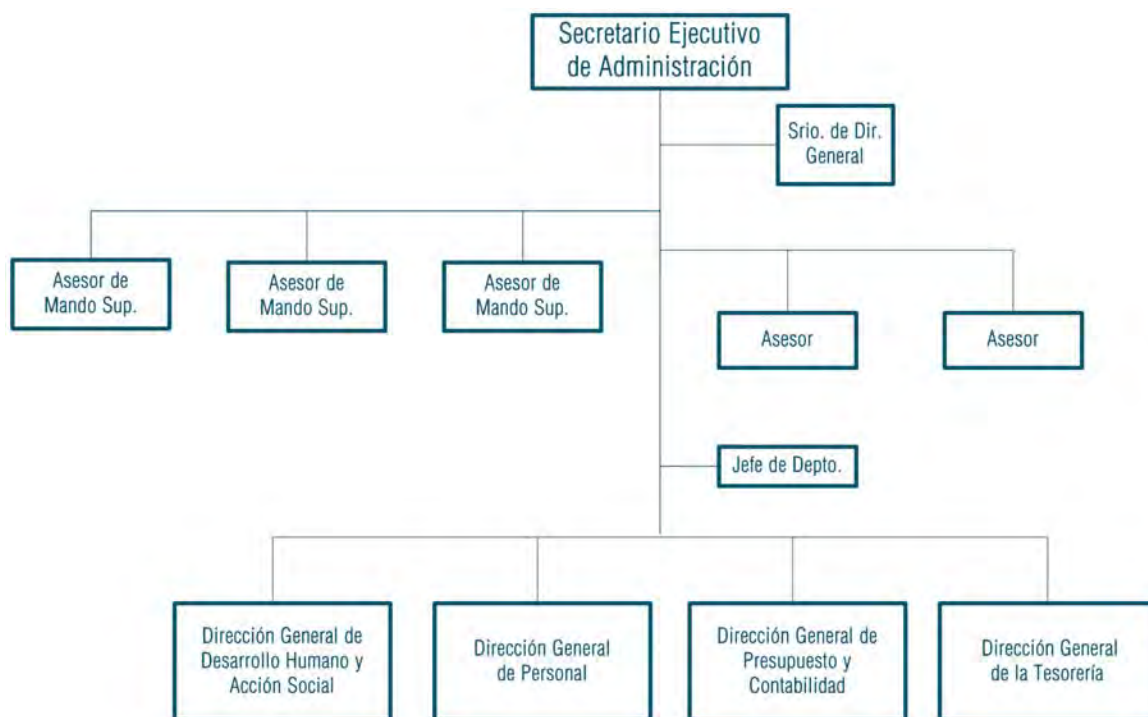 Secretario Ejecutivo
de Administración
Srio. de Dir.
General
Asesor de
Mando Sup.
Asesor de
Mando Sup.
Asesor de
Mando Sup.
Asesor
Asesor
Jefe de Depto.
Dirección General de
Desarrollo Humano y
Acción Social
Dirección General
de Personal
Dirección General de
Presupuesto y
Contabilidad
Dirección General
de la Tesorería